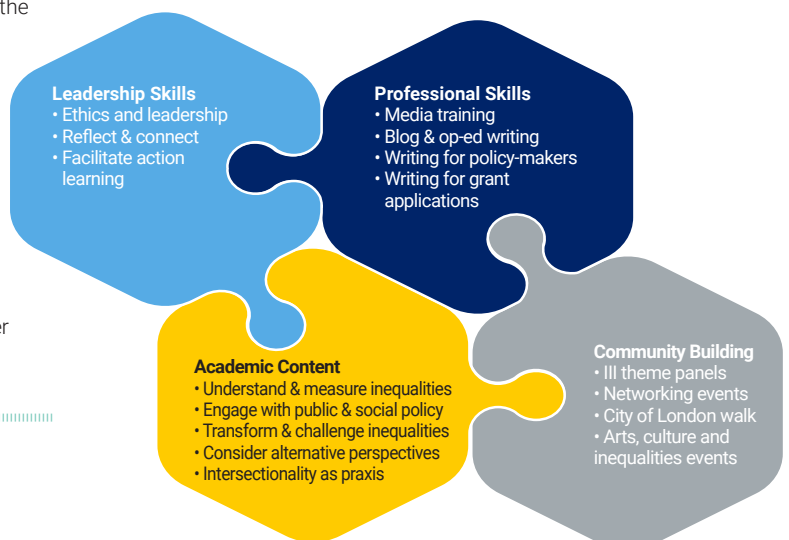 the
Leadership Skills
• Ethics and leadership
• Reflect & connect
• Facilitate action
learning
Professional Skills
• Media training
• Blog & op-ed writing
• Writing for policy-makers
• Writing for grant
applications
er
Academic Content
• Understand & measure inequalities
• Engage with public & social policy
• Transform & challenge inequalities
• Consider alternative perspectives
• Intersectionality as praxis
Community Building
• III theme panels
• Networking events
• City of London walk
• Arts, culture and
inequalities events